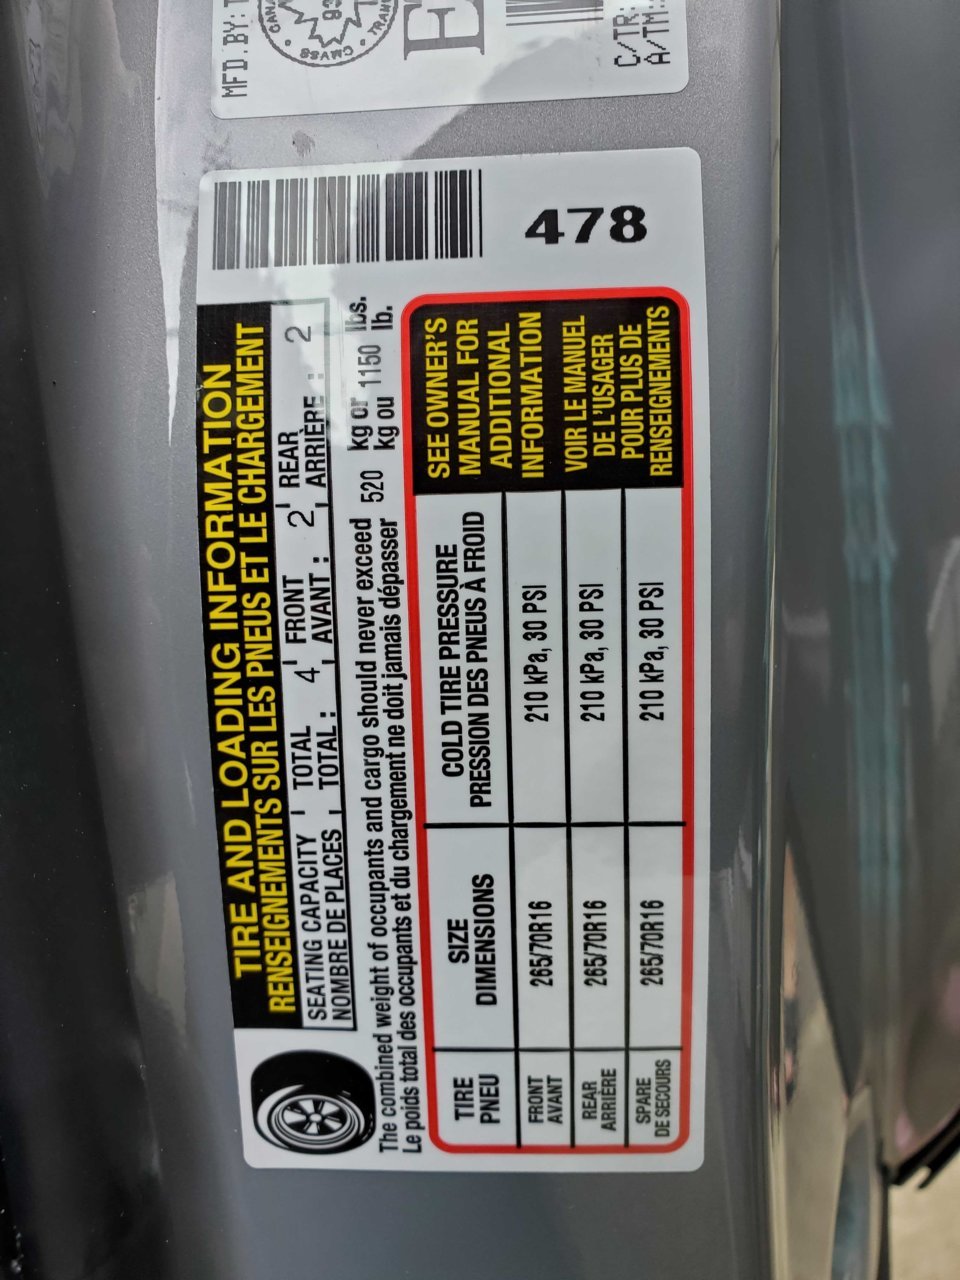 MFD. BY: T
CMVSS
C/TR:
A/TM:
478
TIRE AND LOADING INFORMATION
RENSEIGNEMENTS SUR LES PNEUS ET LE CHARGEMENT
SEATING CAPACITY TOTAL 4 FRONT 2 REAR 2
NOMBRE DE PLACES TOTAL : AVANT : ARRIÈRE :
The combined weight of occupants and cargo should never exceed 520 kg or 1150 lbs.
Le poids total des occupants et du chargement ne doit jamais dépasser kg ou lb.
TIRE SIZE COLD TIRE PRESSURE
PNEU DIMENSIONS PRESSION DES PNEUS À FROID
FRONT 265/70R16 210 kPa, 30 PSI
AVANT
REAR 265/70R16 210 kPa, 30 PSI
ARRIÈRE
SPARE 265/70R16 210 kPa, 30 PSI
DE SECOURS
SEE OWNER'S
MANUAL FOR
ADDITIONAL
INFORMATION
VOIR LE MANUEL
DE L'USAGER
POUR PLUS DE
RENSEIGNEMENTS